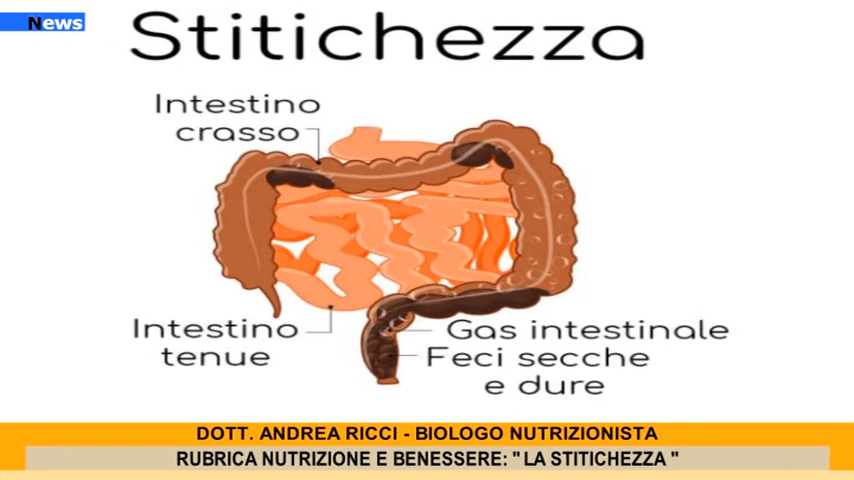 News
Stitichezza
Intestino
crasso
Intestino
tenue
Gas intestinale
Feci secche
e dure
DOTT. ANDREA RICCI - BIOLOGO NUTRIZIONISTA
RUBRICA NUTRIZIONE E BENESSERE: " LA STITICHEZZA "